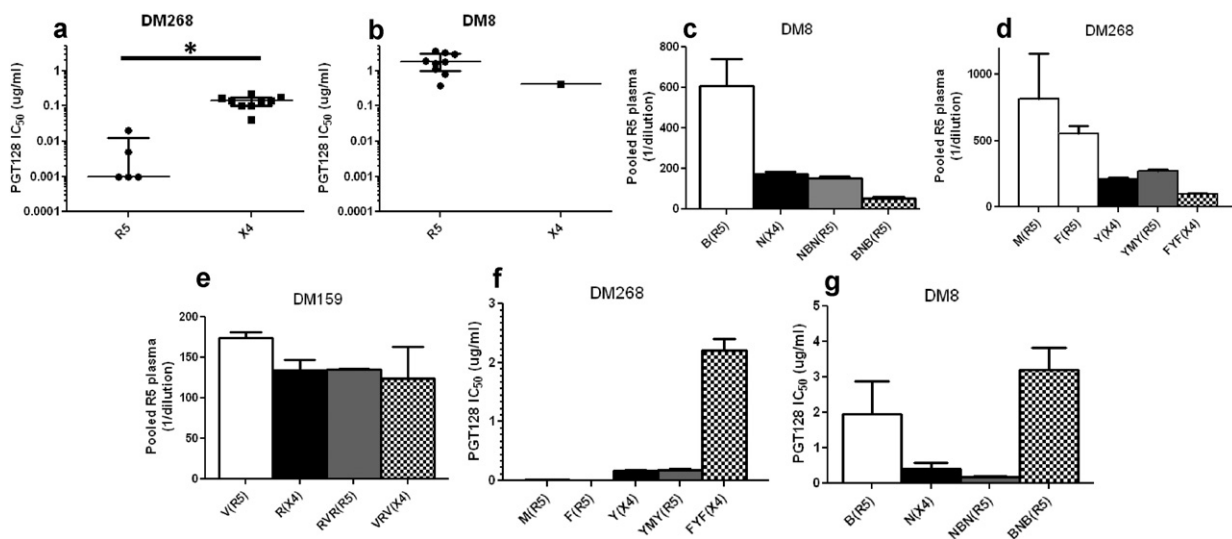 a
DM268
*
PGT128 IC50 (ug/ml)
1
0.1
0.01
0.001
0.0001
R5
X4
b
DM8
PGT128 IC50 (ug/ml)
1
0.1
0.01
0.001
0.0001
R5
X4
c
DM8
Pooled R5 plasma
(1/dilution)
800
600
400
200
0
B(R5)
N(X4)
NBN(R5)
BNB(R5)
d
DM268
Pooled R5 plasma
(1/dilution)
1000
500
0
M(R5)
F(R5)
Y(X4)
YMY(R5)
FYF(X4)
e
DM159
Pooled R5 plasma
(1/dilution)
200
150
100
50
0
V(R5)
R(X4)
RVR(R5)
VRV(X4)
f
DM268
PGT128 IC50 (ug/ml)
3
2
1
0
M(R5)
F(R5)
Y(X4)
YMY(R5)
FYF(X4)
g
DM8
PGT128 IC50 (ug/ml)
5
4
3
2
1
0
B(R5)
N(X4)
NBN(R5)
BNB(R5)